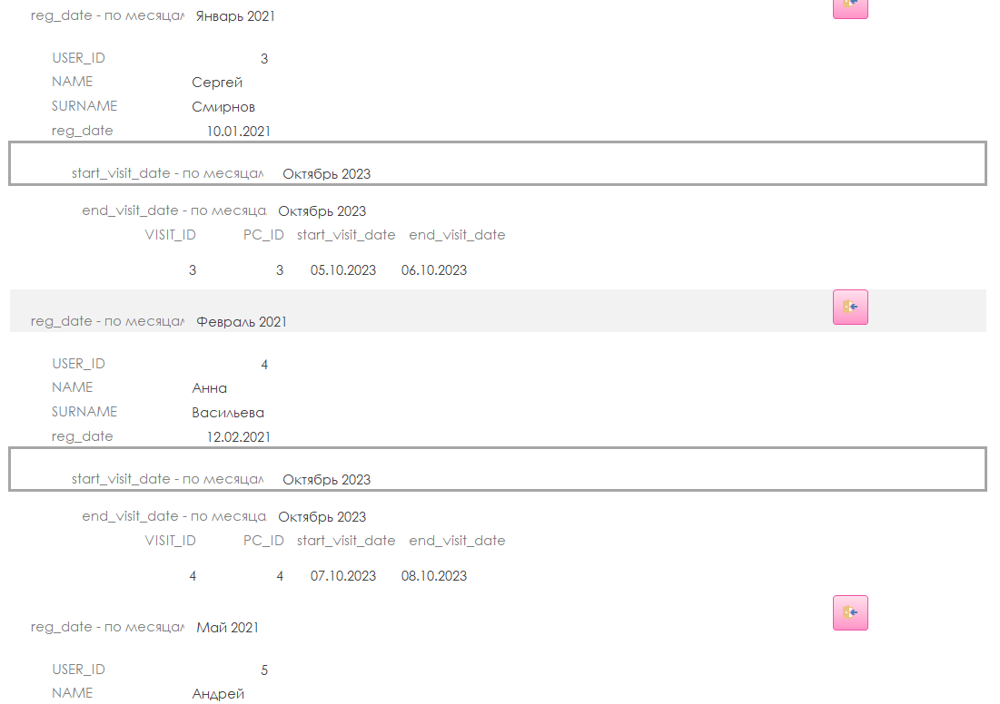 reg_date - по месяцам Январь 2021
USER_ID 3
NAME Сергей
SURNAME Смирнов
reg_date 10.01.2021
start_visit_date - по месяцам Октябрь 2023
end_visit_date - по месяца Октябрь 2023
VISIT_ID PC_ID start_visit_date end_visit_date
3 3 05.10.2023 06.10.2023
reg_date - по месяцам Февраль 2021
USER_ID 4
NAME Анна
SURNAME Васильева
reg_date 12.02.2021
start_visit_date - по месяцам Октябрь 2023
end_visit_date - по месяца Октябрь 2023
VISIT_ID PC_ID start_visit_date end_visit_date
4 4 07.10.2023 08.10.2023
reg_date - по месяцам Май 2021
USER_ID 5
NAME Андрей